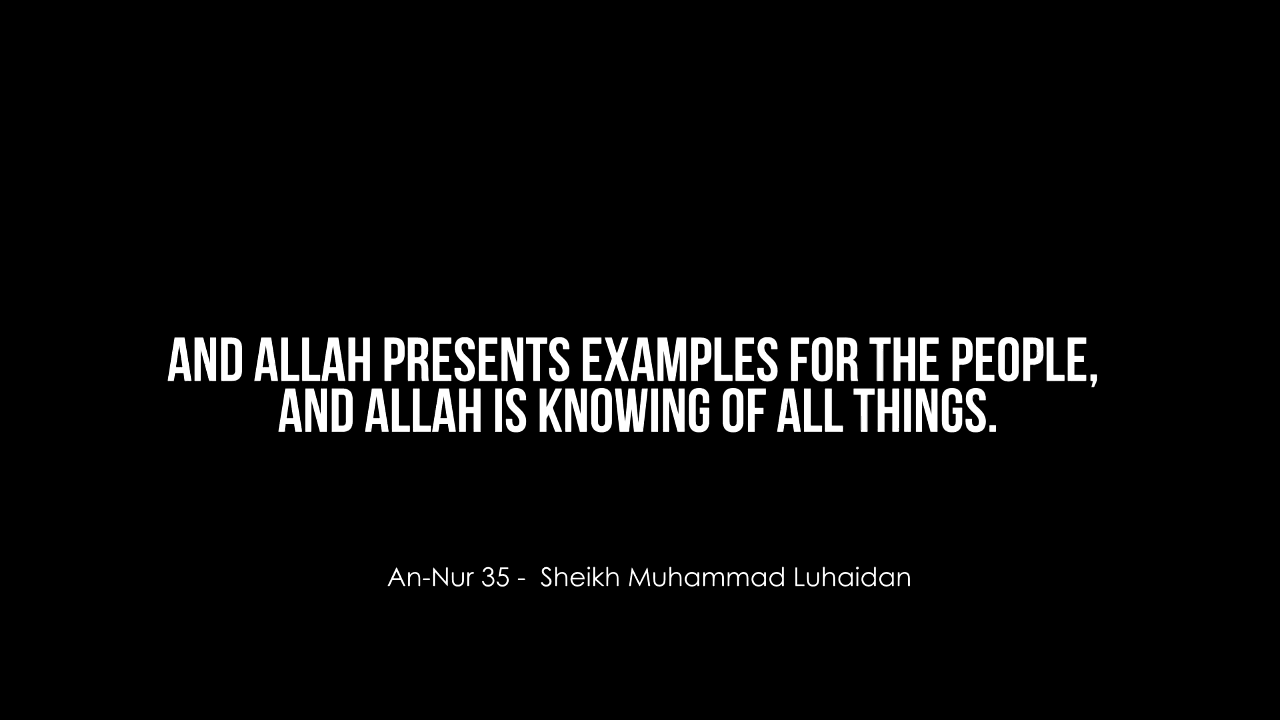 AND ALLAH PRESENTS EXAMPLES FOR THE PEOPLE,
AND ALLAH IS KNOWING OF ALL THINGS.
An-Nur 35 - Sheikh Muhammad Luhaidan